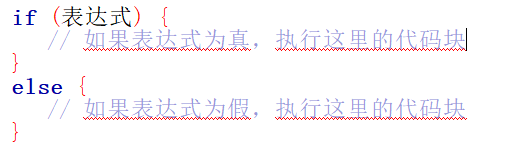 if (表达式) {
// 如果表达式为真，执行这里的代码块
}
else {
// 如果表达式为假，执行这里的代码块
}